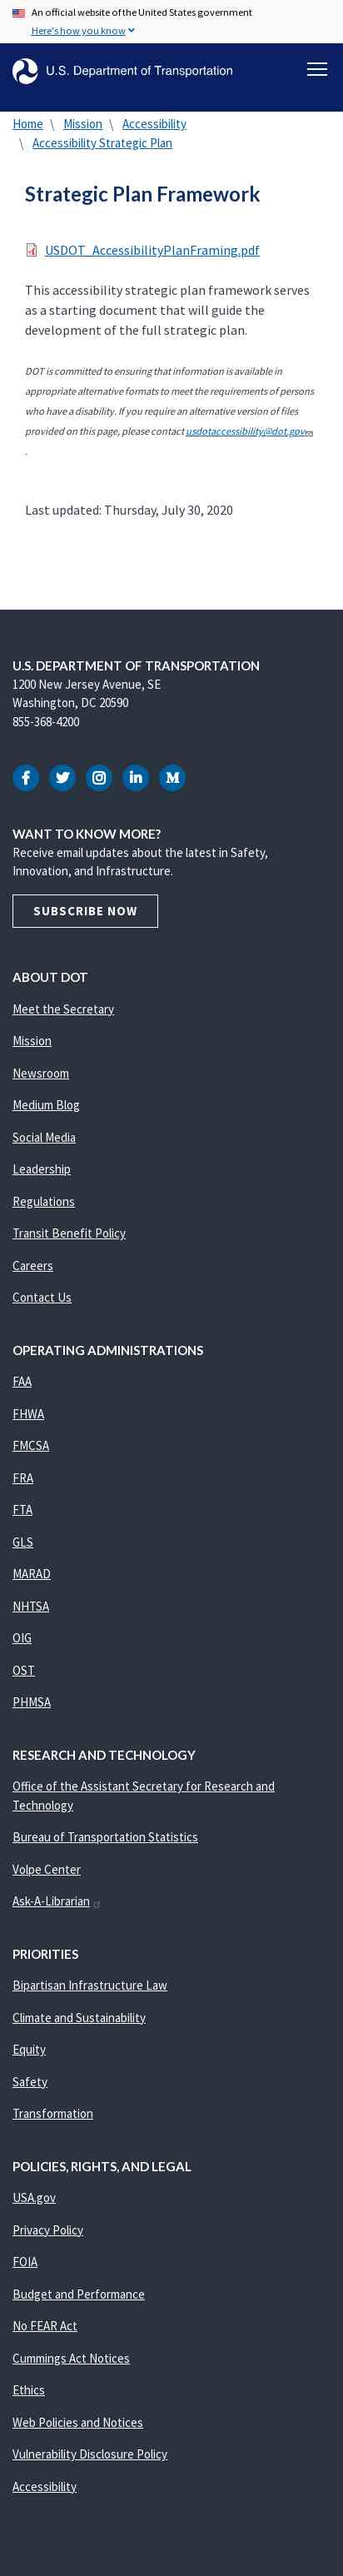 An official website of the United States government
Here's how you know
U.S. Department of Transportation
Home \ Mission \ Accessibility
\ Accessibility Strategic Plan
Strategic Plan Framework
USDOT_AccessibilityPlanFraming.pdf
This accessibility strategic plan framework serves
as a starting document that will guide the
development of the full strategic plan.
DOT is committed to ensuring that information is available in
appropriate alternative formats to meet the requirements of persons
who have a disability. If you require an alternative version of files
provided on this page, please contact usdotaccessibility@dot.gov
.
Last updated: Thursday, July 30, 2020
U.S. DEPARTMENT OF TRANSPORTATION
1200 New Jersey Avenue, SE
Washington, DC 20590
855-368-4200
WANT TO KNOW MORE?
Receive email updates about the latest in Safety,
Innovation, and Infrastructure.
SUBSCRIBE NOW
ABOUT DOT
Meet the Secretary
Mission
Newsroom
Medium Blog
Social Media
Leadership
Regulations
Transit Benefit Policy
Careers
Contact Us
OPERATING ADMINISTRATIONS
FAA
FHWA
FMCSA
FRA
FTA
GLS
MARAD
NHTSA
OIG
OST
PHMSA
RESEARCH AND TECHNOLOGY
Office of the Assistant Secretary for Research and
Technology
Bureau of Transportation Statistics
Volpe Center
Ask-A-Librarian
PRIORITIES
Bipartisan Infrastructure Law
Climate and Sustainability
Equity
Safety
Transformation
POLICIES, RIGHTS, AND LEGAL
USA.gov
Privacy Policy
FOIA
Budget and Performance
No FEAR Act
Cummings Act Notices
Ethics
Web Policies and Notices
Vulnerability Disclosure Policy
Accessibility